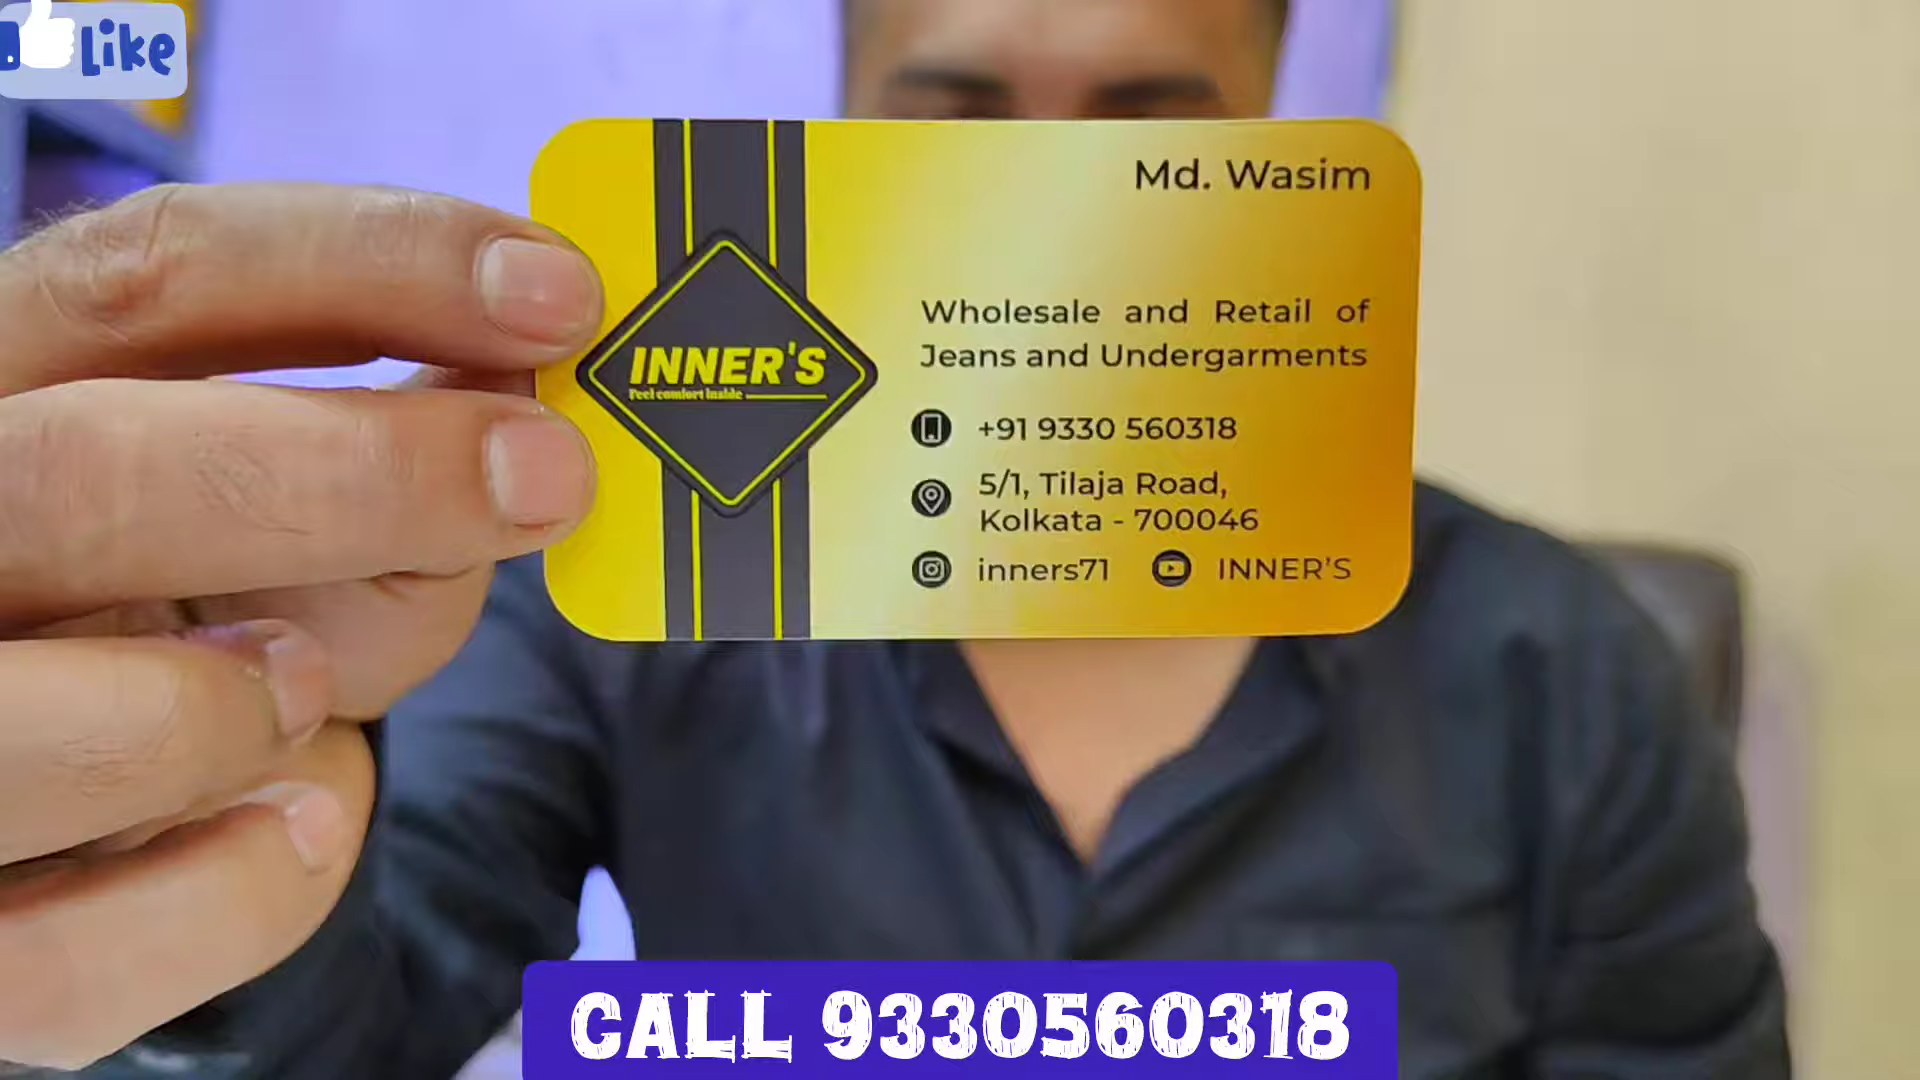 Like
Md. Wasim
INNER'S
Feel comfort inside
Wholesale and Retail of
Jeans and Undergarments
+91 9330 560318
5/1, Tilaja Road,
Kolkata - 700046
inners71
INNER'S
CALL 9330560318